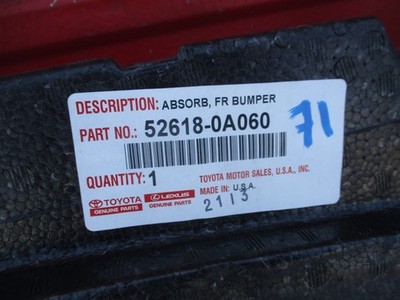 DESCRIPTION: ABSORB, FR BUMPER
PART NO.: 52618-0A060
71
QUANTITY: 1
TOYOTA MOTOR SALES, U.S.A., INC.
MADE IN: U.S.A.
TOYOTA LEXUS
GENUINE PARTS GENUINE PARTS
2113